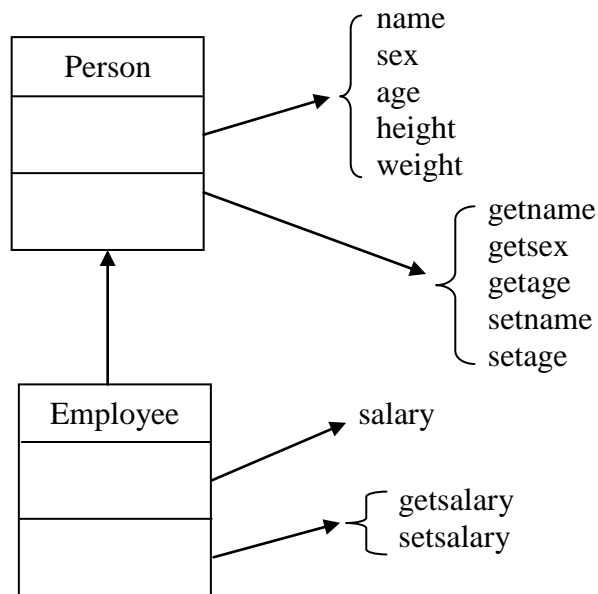 Person
name
sex
age
height
weight
getname
getsex
getage
setname
setage
Employee
salary
getsalary
setsalary